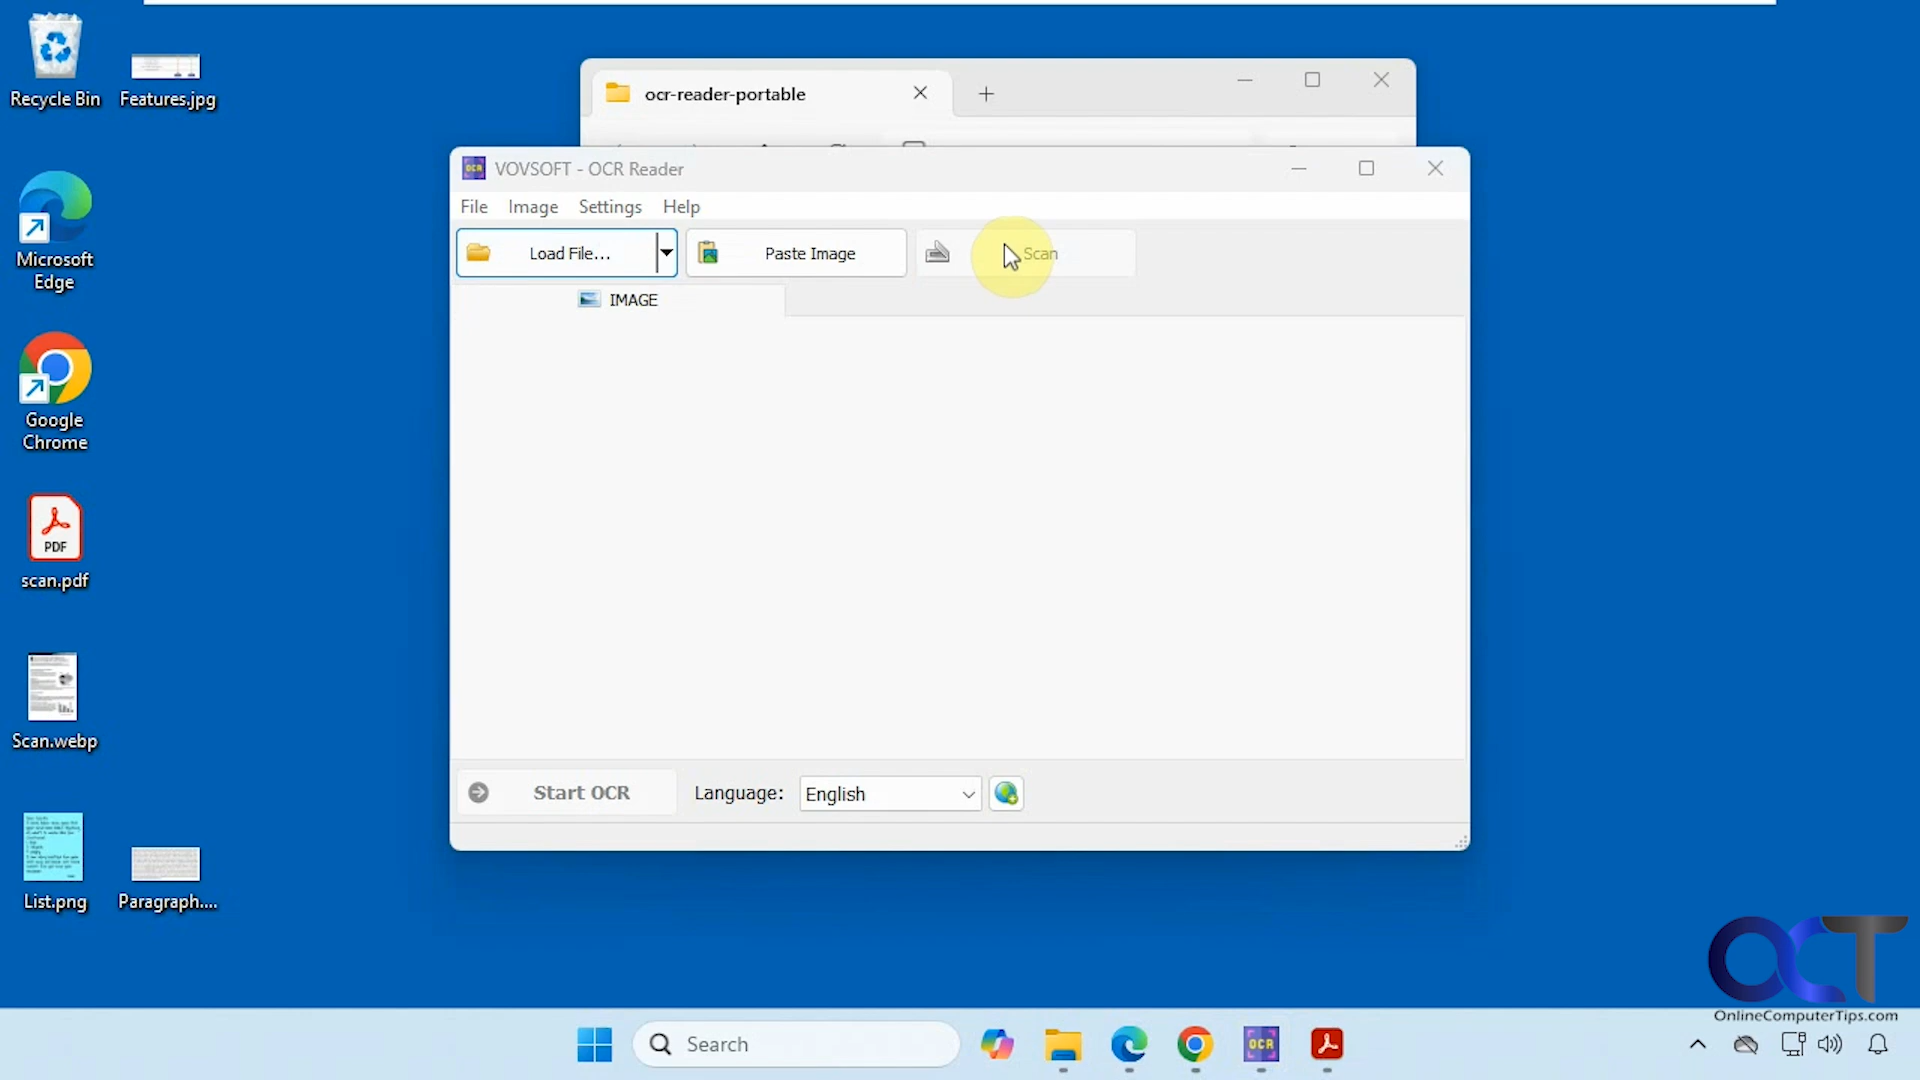 Recycle Bin
Features.jpg
Microsoft
Edge
Google
Chrome
PDF
scan.pdf
Scan.webp
List.png
Paragraph....
ocr-reader-portable
OCR
VOVSOFT - OCR Reader
File
Image
Settings
Help
Load File...
Paste Image
Scan
IMAGE
Start OCR
Language:
English
OCT
OnlineComputerTips.com
Search
OCR